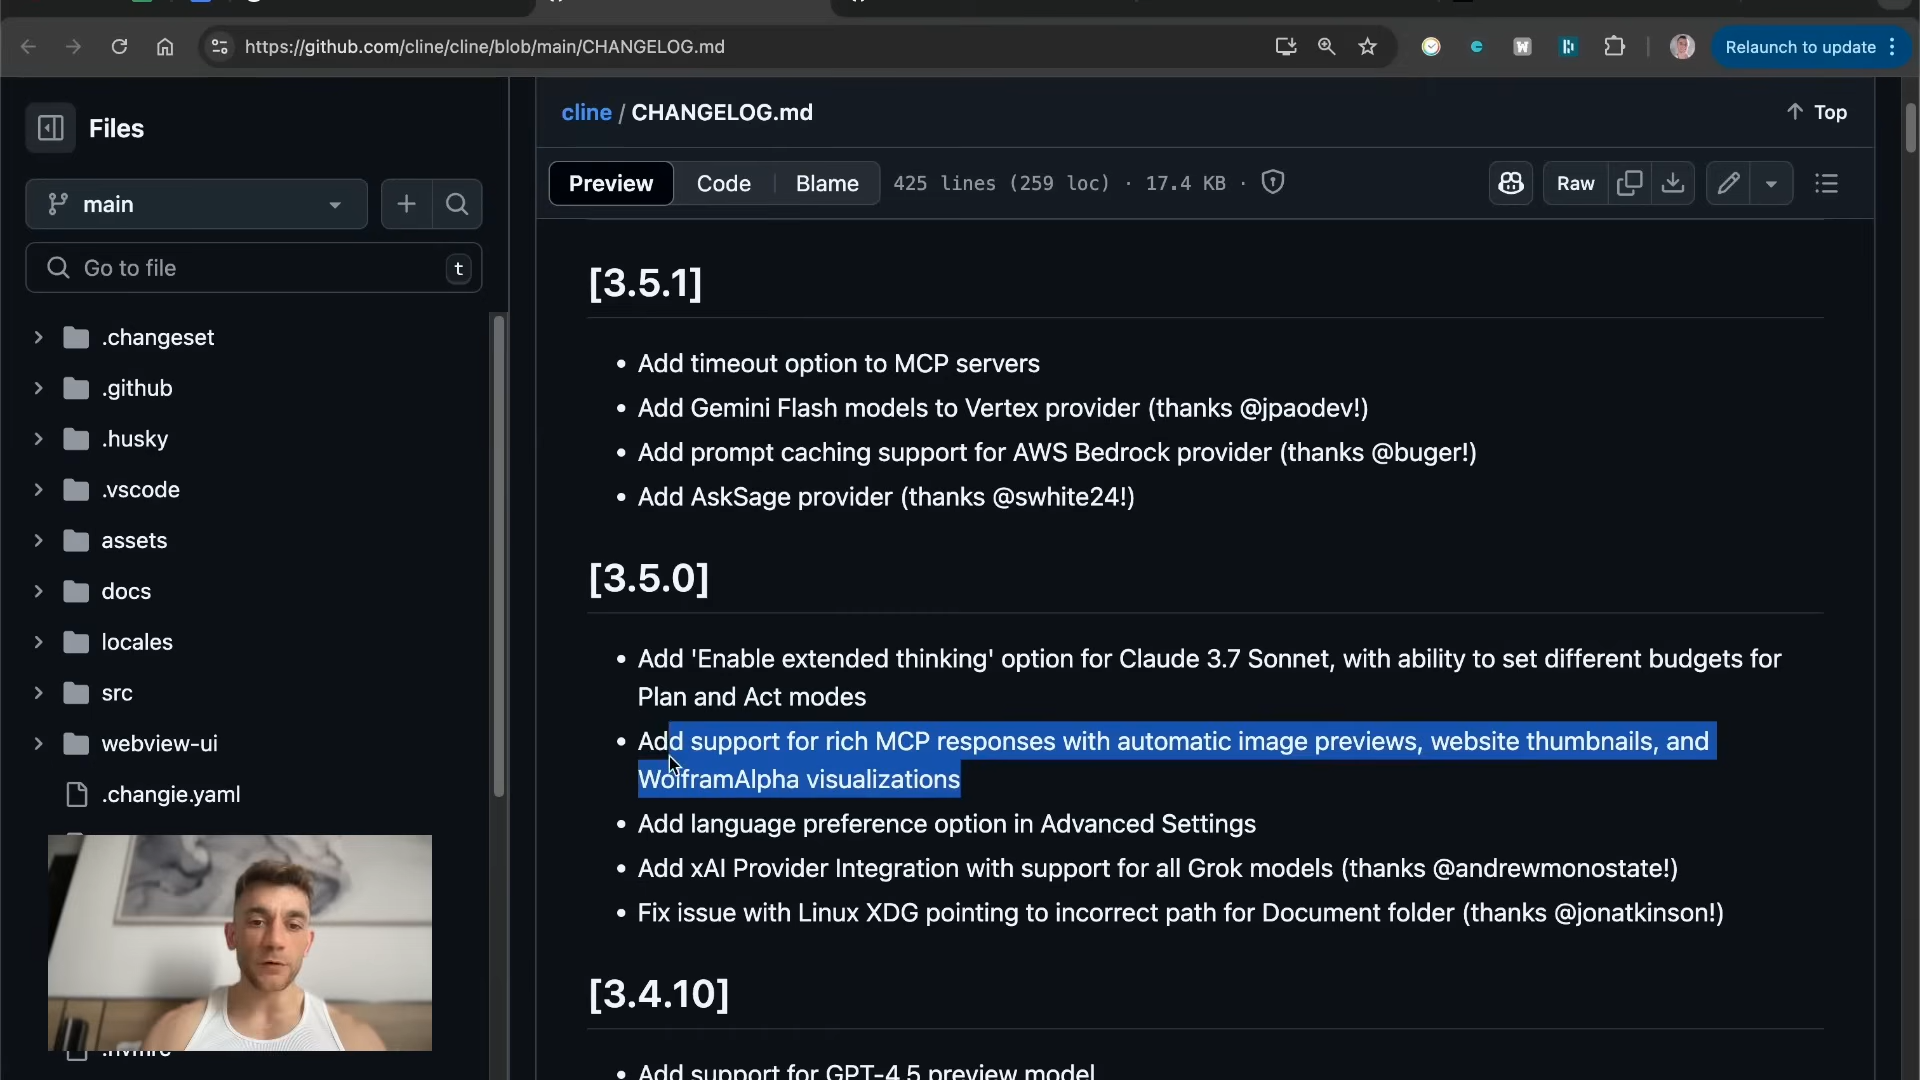 https://github.com/cline/cline/blob/main/CHANGELOG.md
Relaunch to update
Files
main
Go to file
t
.changeset
.github
.husky
.vscode
assets
docs
locales
src
webview-ui
.changie.yaml
cline / CHANGELOG.md
Top
Preview
Code
Blame
425 lines (259 loc) · 17.4 KB ·
Raw
[3.5.1]
• Add timeout option to MCP servers
• Add Gemini Flash models to Vertex provider (thanks @jpaodev!)
• Add prompt caching support for AWS Bedrock provider (thanks @buger!)
• Add AskSage provider (thanks @swhite24!)
[3.5.0]
• Add 'Enable extended thinking' option for Claude 3.7 Sonnet, with ability to set different budgets for
Plan and Act modes
• Add support for rich MCP responses with automatic image previews, website thumbnails, and
WolframAlpha visualizations
• Add language preference option in Advanced Settings
• Add xAI Provider Integration with support for all Grok models (thanks @andrewmonostate!)
• Fix issue with Linux XDG pointing to incorrect path for Document folder (thanks @jonatkinson!)
[3.4.10]
• Add support for GPT-4.5 preview model